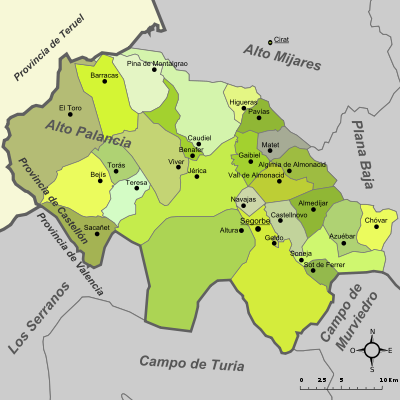 Provincia de Teruel
Cirat
Alto Mijares
Pina de Montalgrao
Barracas
El Toro
Higueras
Pavías
Alto Palancia
Plana Baja
Caudiel
Matet
Benafer
Gaibiel
Viver
Algimia de Almonacid
Torás
Jérica
Vall de Almonacid
Bejís
Teresa
Provincia de Castellón
Provincia de Valencia
Navajas
Almedíjar
Castellnovo
Segorbe
Chóvar
Sacañet
Altura
Geldo
Azuébar
Soneja
Sot de Ferrer
Los Serranos
Campo de
Murviedro
Campo de Turia
N
W
E
S
0 2.5 5 10 Km